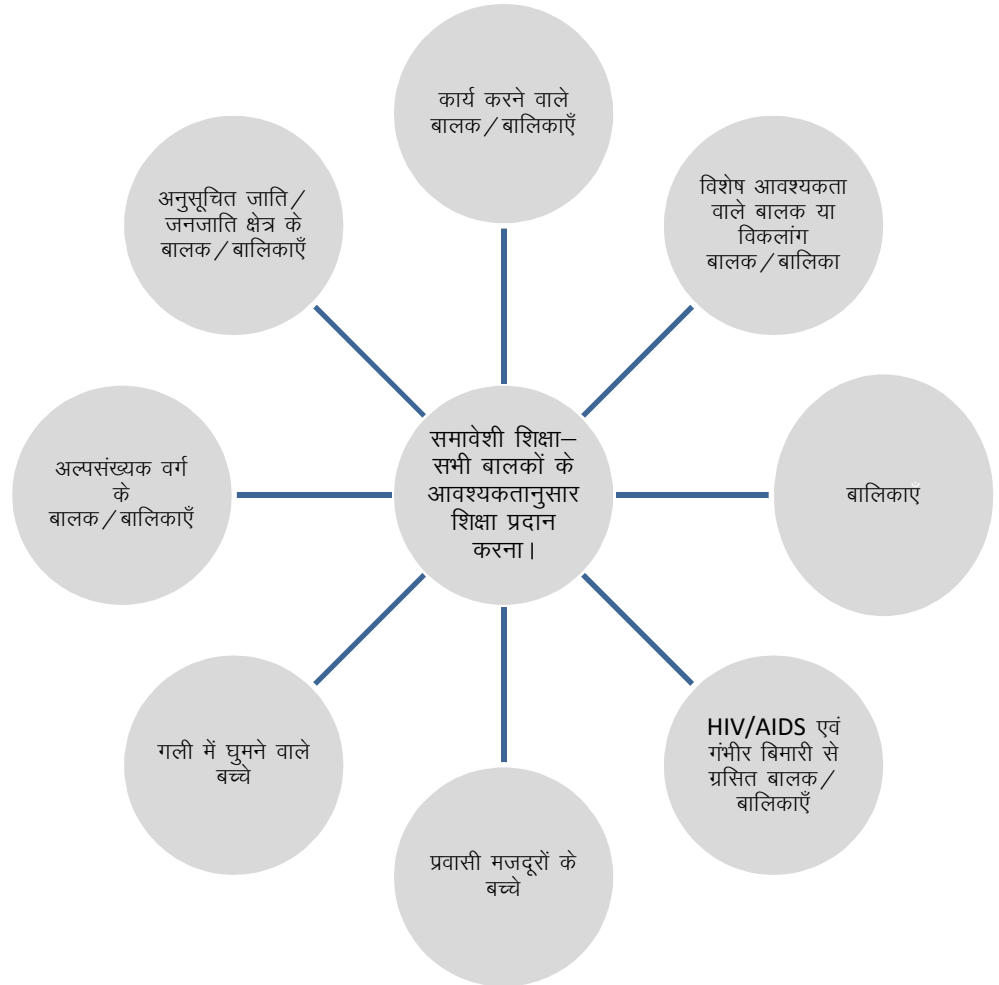 कार्य करने वाले
बालक/बालिकाएँ
अनुसूचित जाति/
जनजाति क्षेत्र के
बालक/बालिकाएँ
विशेष आवश्यकता
वाले बालक या
विकलांग
बालक/बालिका
समावेशी शिक्षा–
सभी बालकों के
आवश्यकतानुसार
शिक्षा प्रदान
करना।
अल्पसंख्यक वर्ग
के
बालक/बालिकाएँ
बालिकाएँ
गली में घुमने वाले
बच्चे
HIV/AIDS एवं
गंभीर बिमारी से
ग्रसित बालक/
बालिकाएँ
प्रवासी मजदूरों के
बच्चे